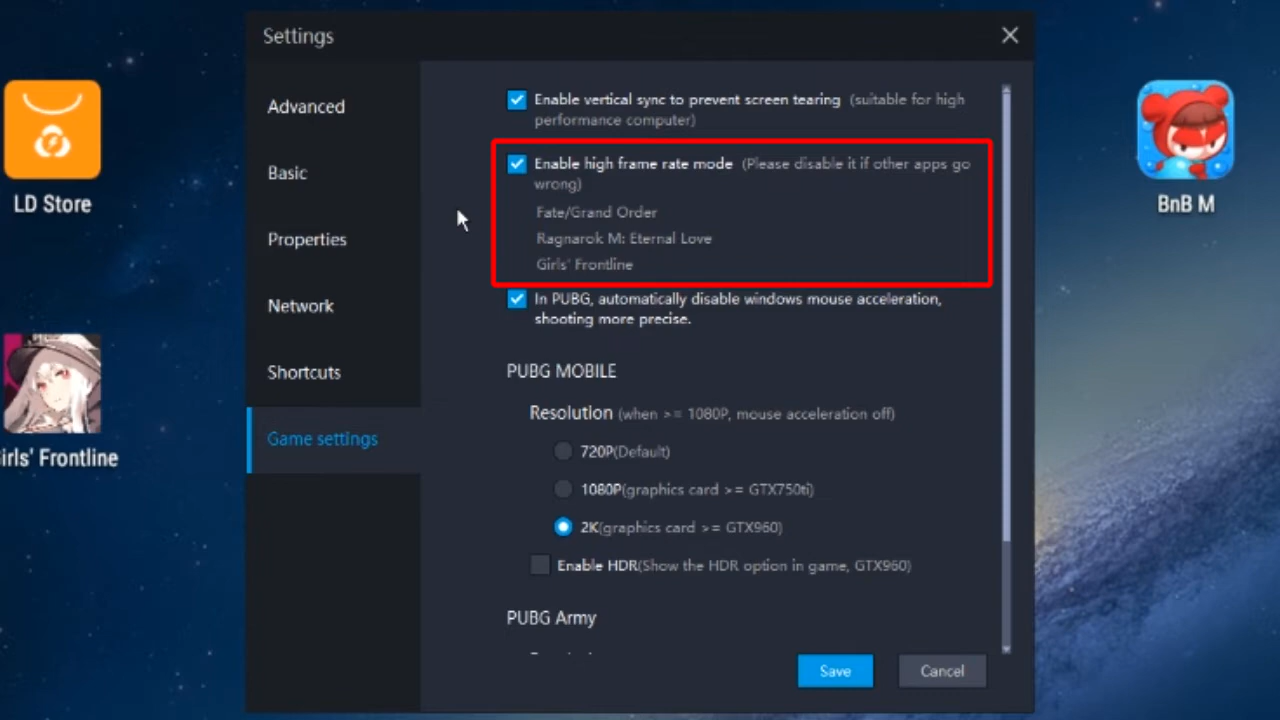 Settings
LD Store
irls' Frontline
BnB M
Advanced
Basic
Properties
Network
Shortcuts
Game settings
Enable vertical sync to prevent screen tearing (suitable for high
performance computer)
Enable high frame rate mode (Please disable it if other apps go
wrong)
Fate/Grand Order
Ragnarok M: Eternal Love
Girls' Frontline
In PUBG, automatically disable windows mouse acceleration,
shooting more precise.
PUBG MOBILE
Resolution (when >= 1080P, mouse acceleration off)
720P(Default)
1080P(graphics card >= GTX750ti)
2K(graphics card >= GTX960)
Enable HDR(Show the HDR option in game, GTX960)
PUBG Army
Save
Cancel